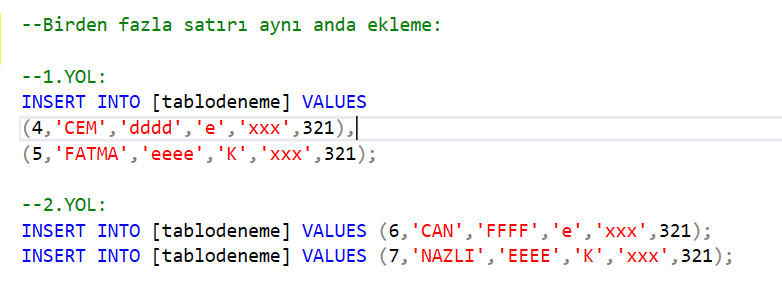 --Birden fazla satırı aynı anda ekleme:
--1.YOL:
INSERT INTO [tablodeneme] VALUES
(4,'CEM','dddd','e','xxx',321),
(5,'FATMA','eeee','K','xxx',321);
--2.YOL:
INSERT INTO [tablodeneme] VALUES (6,'CAN','FFFF','e','xxx',321);
INSERT INTO [tablodeneme] VALUES (7,'NAZLI','EEEE','K','xxx',321);